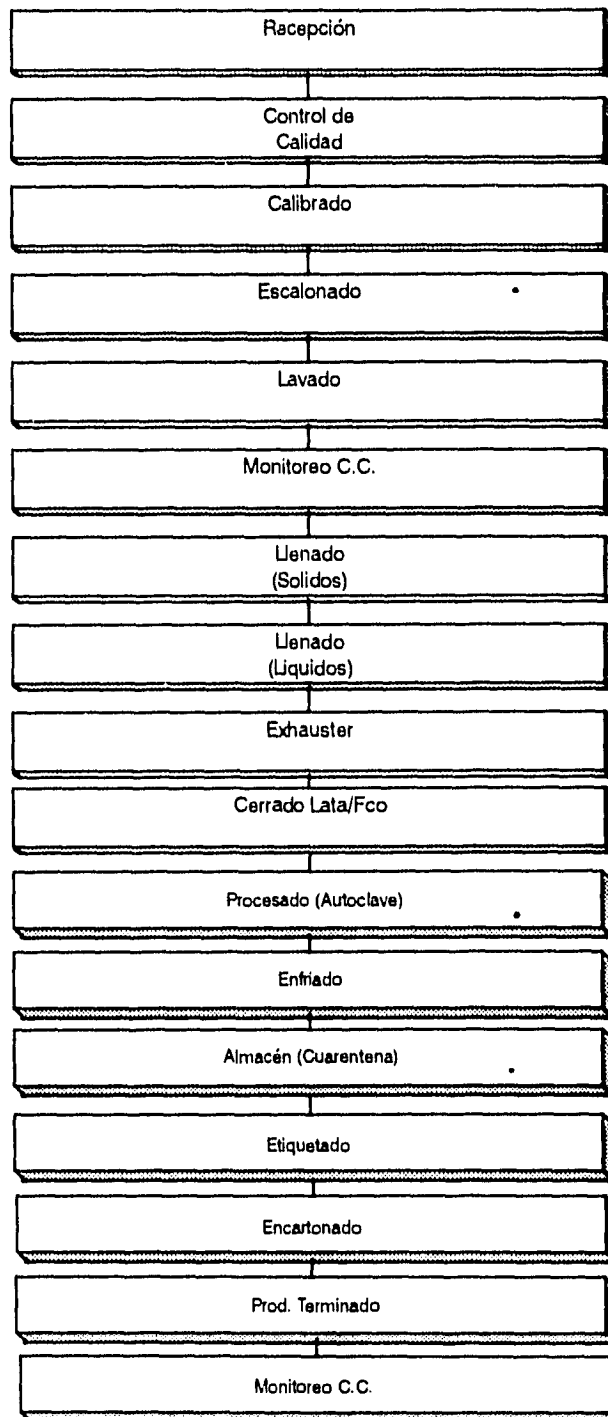 Recepción
Control de
Calidad
Calibrado
Escalonado
Lavado
Monitoreo C.C.
Llenado
(Solidos)
Llenado
(Liquidos)
Exhauster
Cerrado Lata/Fco
Procesado (Autoclave)
Enfriado
Almacén (Cuarentena)
Etiquetado
Encartonado
Prod. Terminado
Monitoreo C.C.